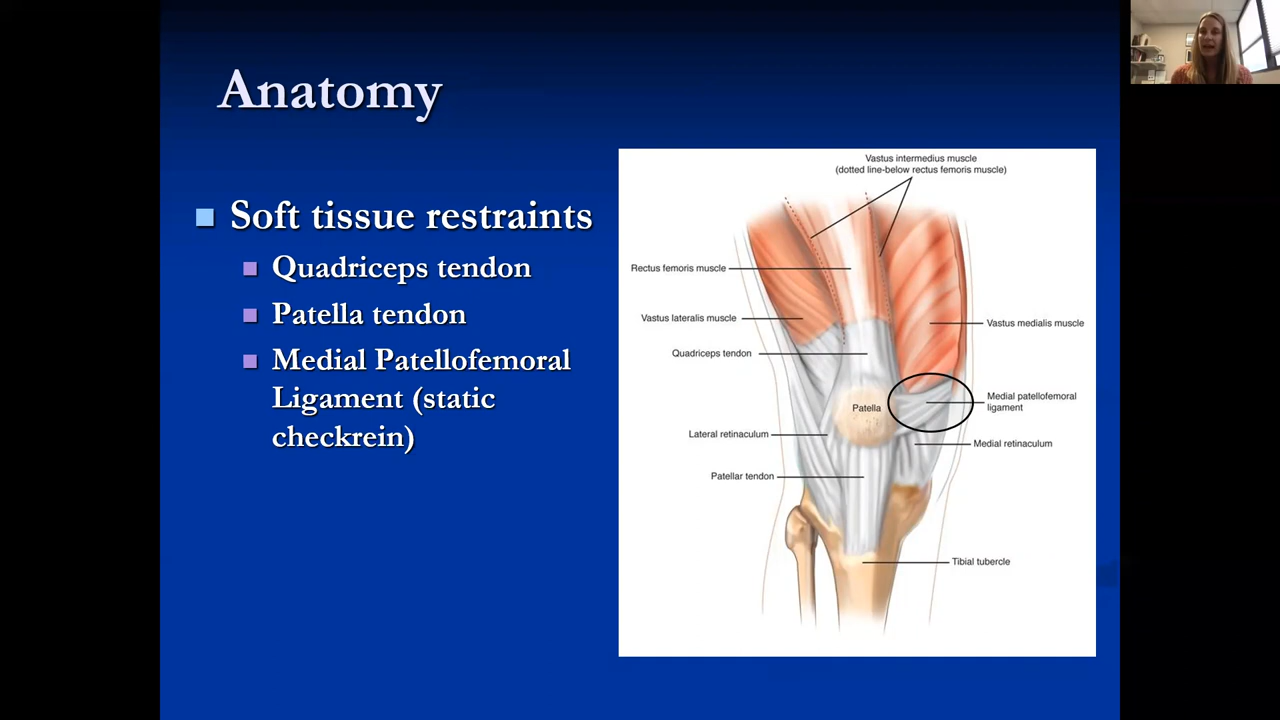 Anatomy
Soft tissue restraints
Quadriceps tendon
Patella tendon
Medial Patellofemoral
Ligament (static
checkrein)
Vastus intermedius muscle
(dotted line-below rectus femoris muscle)
Rectus femoris muscle
Vastus lateralis muscle
Vastus medialis muscle
Quadriceps tendon
Medial patellofemoral
ligament
Patella
Lateral retinaculum
Medial retinaculum
Patellar tendon
Tibial tubercle